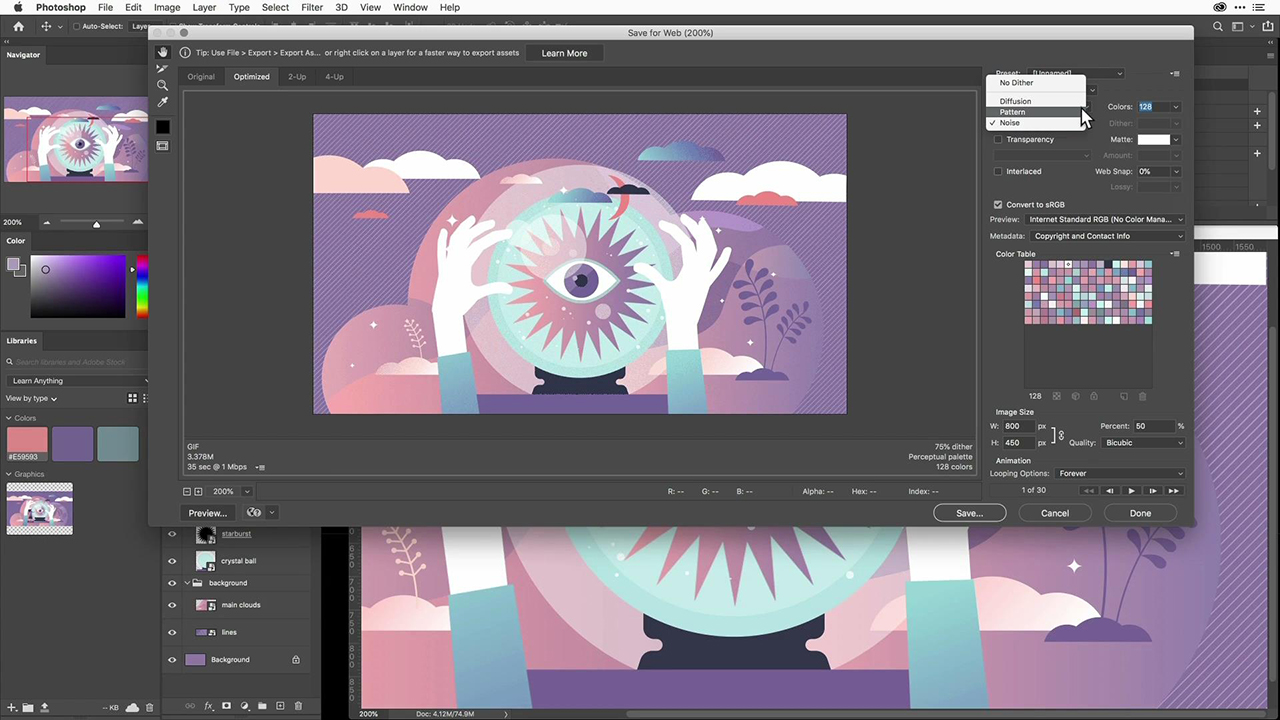 Photoshop File Edit Image Layer Type Select Filter 3D View Window Help
Auto-Select:
Save for Web (200%)
Navigator
Tip: Use File > Export > Export As... or right click on a layer for a faster way to export assets
Learn More
Original Optimized 2-Up 4-Up
Preset: [Unnamed]
No Dither
Diffusion
Pattern
✓ Noise
Colors: 128
Dither:
Transparency
Matte:
Amount:
Interlaced
Web Snap: 0%
Lossy:
Convert to sRGB
Preview: Internet Standard RGB (No Color Mana...
Metadata: Copyright and Contact Info
Color Table
128
Image Size
W: 800 px
Percent: 50 %
H: 450 px
Quality: Bicubic
Animation
Looping Options: Forever
1 of 30
200%
Color
Libraries
Search libraries and Adobe Stock
Learn Anything
View by type
Colors
#E59593
Graphics
GIF
3.378M
35 sec @ 1 Mbps
75% dither
Perceptual palette
128 colors
200%
R: -- G: -- B: -- Alpha: -- Hex: -- Index: --
Preview...
Save... Cancel Done
1500 1550
starburst
crystal ball
background
main clouds
lines
Background
-- KB
fx
200% Doc: 4.12M/74.9M